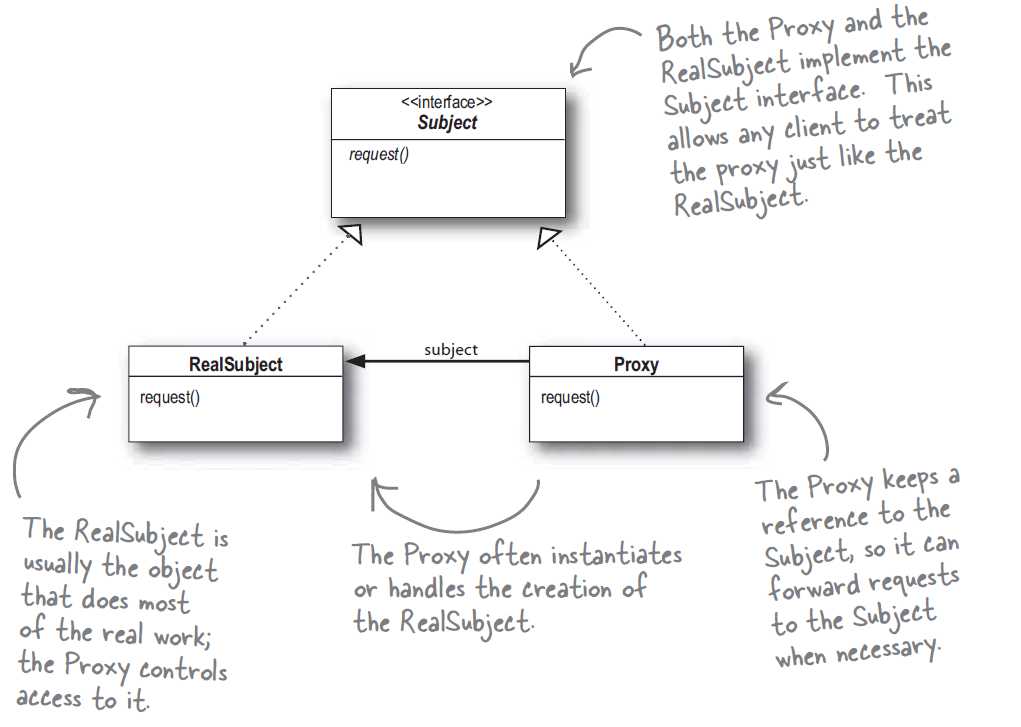 Both the Proxy and the
RealSubject implement the
Subject interface. This
allows any client to treat
the proxy just like the
RealSubject.
<<interface>>
Subject
request()
RealSubject
request()
subject
Proxy
request()
The RealSubject is
usually the object
that does most
of the real work;
the Proxy controls
access to it.
The Proxy often instantiates
or handles the creation of
the RealSubject.
The Proxy keeps a
reference to the
Subject, so it can
forward requests
to the Subject
when necessary.